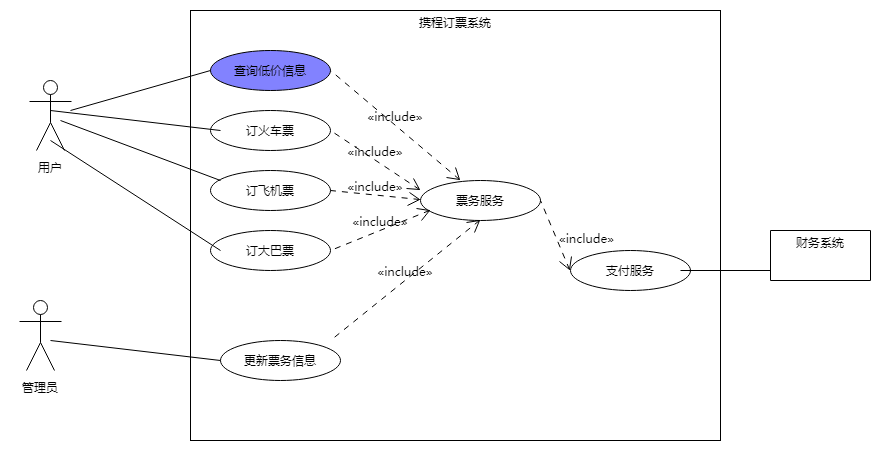 携程订票系统
查询低价信息
«include»
订火车票
«include»
用户
订飞机票
«include»
票务服务
«include»
订大巴票
«include»
财务系统
支付服务
«include»
更新票务信息
管理员